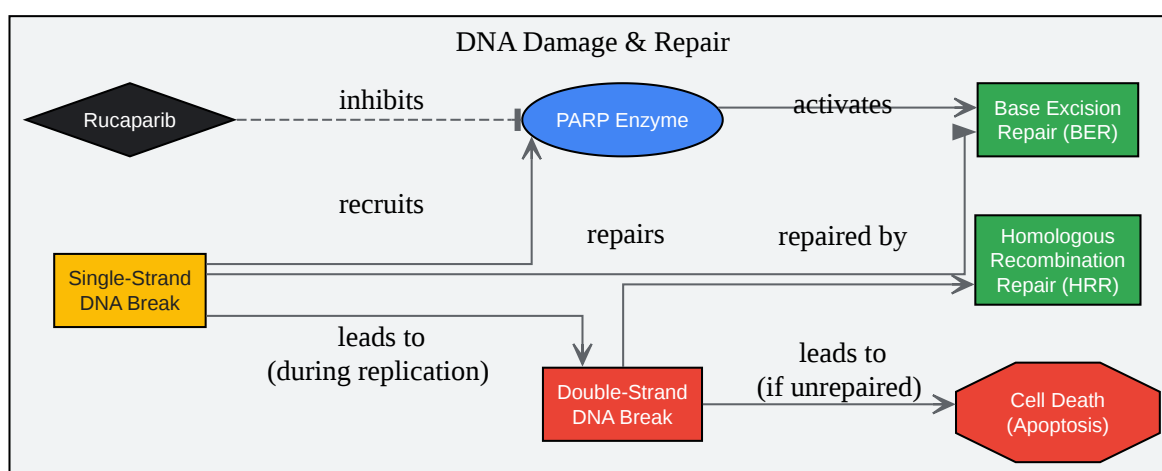 DNA Damage & Repair
Rucaparib
inhibits
PARP Enzyme
activates
Base Excision
Repair (BER)
recruits
repairs
repaired by
Homologous
Recombination
Repair (HRR)
Single-Strand
DNA Break
leads to
(during replication)
Double-Strand
DNA Break
leads to
(if unrepaired)
Cell Death
(Apoptosis)